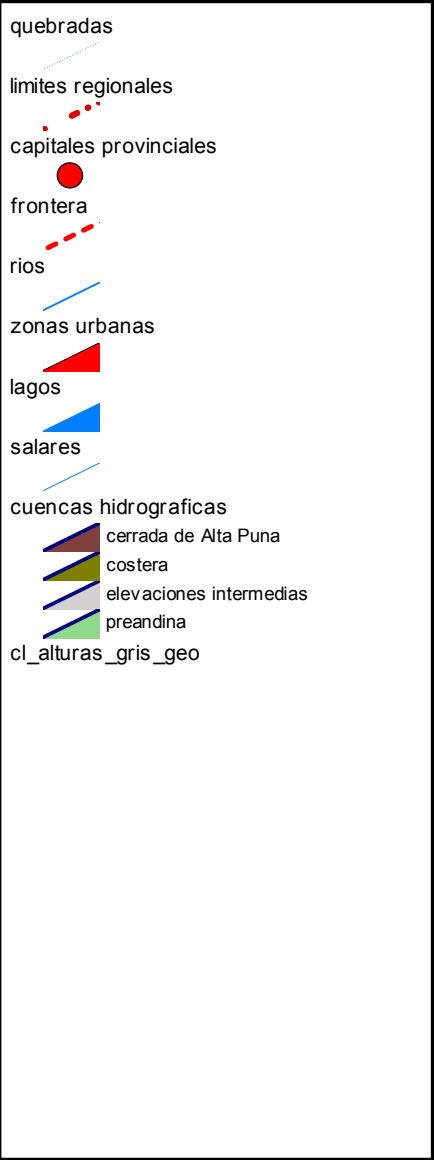 quebradas
limites regionales
capitales provinciales
frontera
rios
zonas urbanas
lagos
salares
cuencas hidrograficas
cerrada de Alta Puna
costera
elevaciones intermedias
preandina
cl_alturas_gris_geo